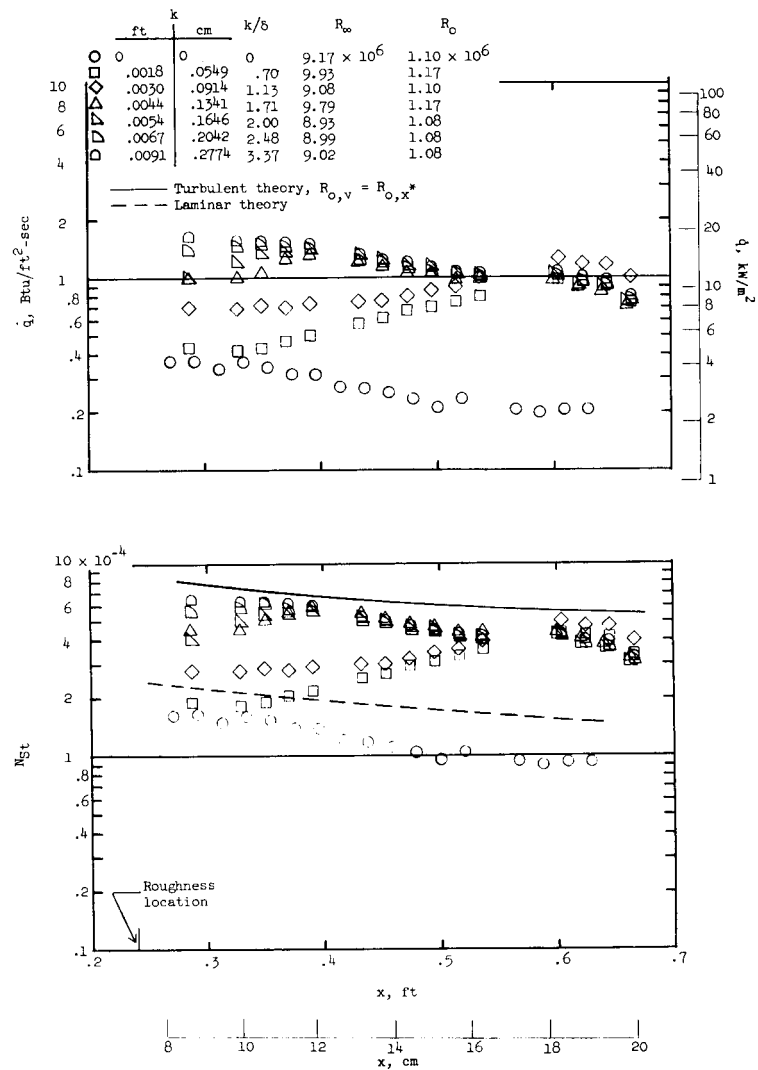 k
ft cm k/δ R∞ R₀
0 0 0 9.17 × 10⁶ 1.10 × 10⁶
.0018 .0549 .70 9.93 1.17
.0030 .0914 1.13 9.08 1.10
.0044 .1341 1.71 9.79 1.17
.0054 .1646 2.00 8.93 1.08
.0067 .2042 2.48 8.99 1.08
.0091 .2774 3.37 9.02 1.08
Turbulent theory, R₀,ᵥ = R₀,ₓ*
Laminar theory
10
8
6
4
2
1
.8
.6
.4
.2
.1
q̇, Btu/ft²-sec
100
80
60
40
20
10
8
6
4
2
1
q̇, kW/m²
10 × 10⁻⁴
8
6
4
2
1
.8
.6
.4
.2
.1
N_St
Roughness
location
.2 .3 .4 .5 .6 .7
x, ft
8 10 12 14 16 18 20
x, cm